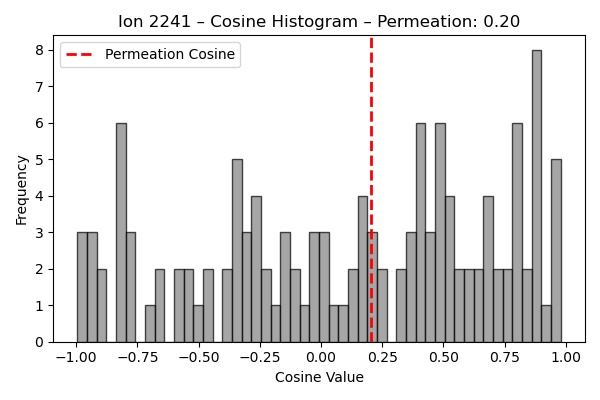 Ion 2241 – Cosine Histogram – Permeation: 0.20
Permeation Cosine
8
7
6
5
4
3
2
1
0
Frequency
−1.00 −0.75 −0.50 −0.25 0.00 0.25 0.50 0.75 1.00
Cosine Value